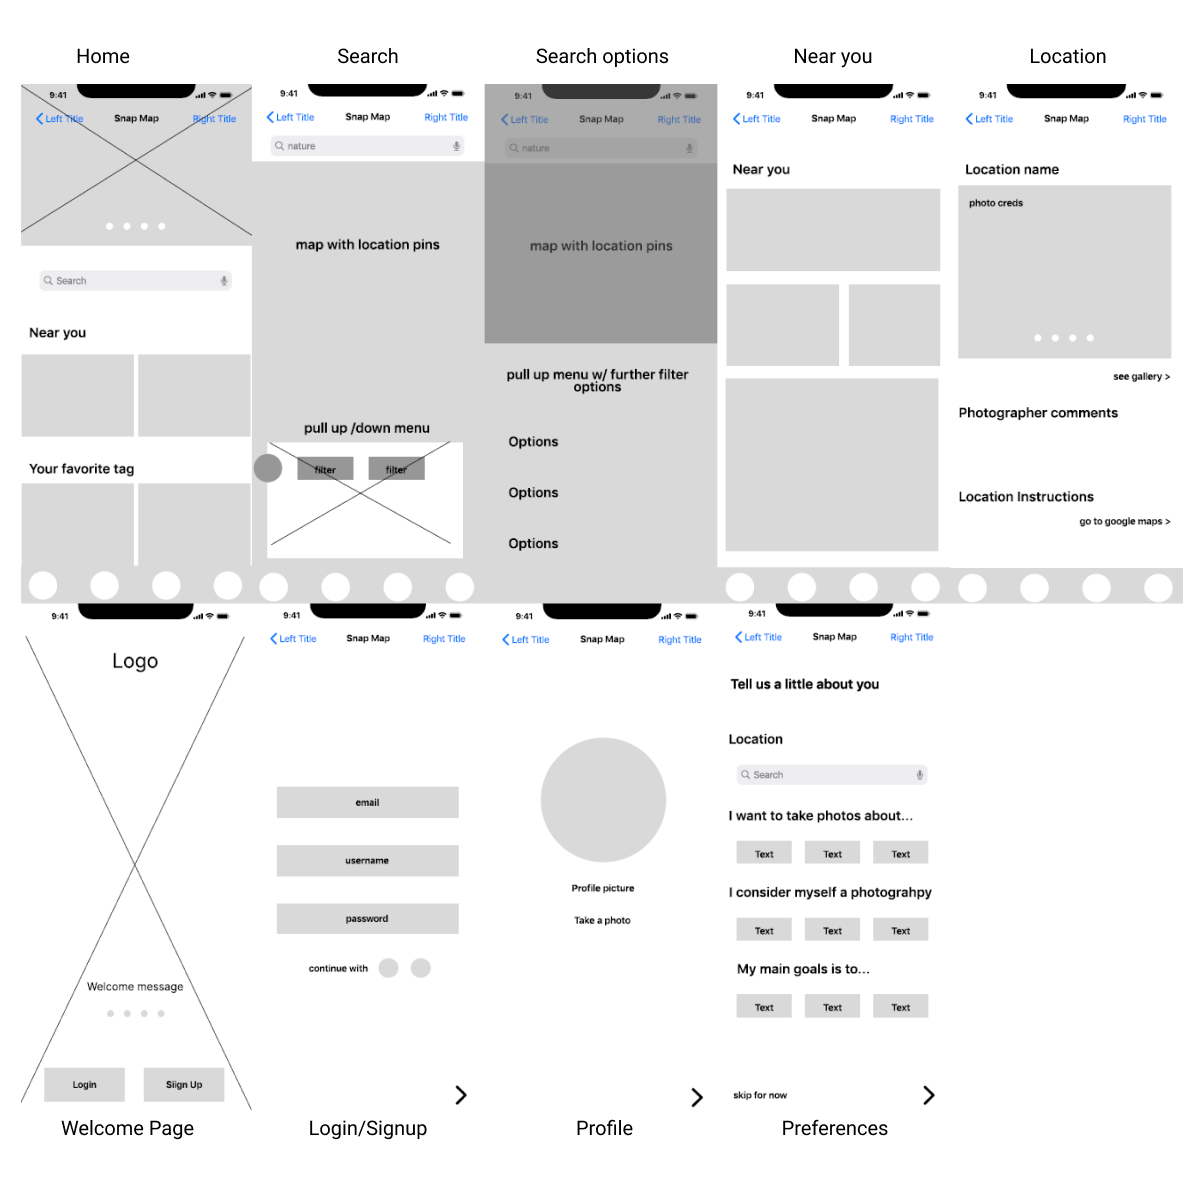 Home
Search
Search options
Near you
Location
9:41
Left Title
Snap Map
Right Title
Search
Near you
Your favorite tag
9:41
Left Title
Snap Map
Right Title
nature
map with location pins
pull up /down menu
filter
filter
9:41
Left Title
Snap Map
Right Title
nature
map with location pins
pull up menu w/ further filter
options
Options
Options
Options
9:41
Left Title
Snap Map
Right Title
Near you
9:41
Left Title
Snap Map
Right Title
Location name
photo creds
see gallery >
Photographer comments
Location Instructions
go to google maps >
9:41
Logo
Welcome message
Login
Siign Up
Welcome Page
9:41
Left Title
Snap Map
Right Title
email
username
password
continue with
Login/Signup
9:41
Left Title
Snap Map
Right Title
Profile picture
Take a photo
Profile
9:41
Left Title
Snap Map
Right Title
Tell us a little about you
Location
Search
I want to take photos about...
Text
Text
Text
I consider myself a photograhpy
Text
Text
Text
My main goals is to...
Text
Text
Text
skip for now
Preferences